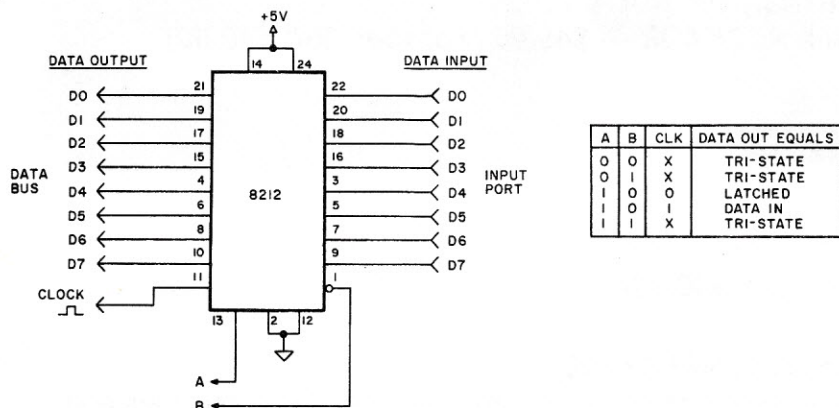 +5V
DATA OUTPUT
14 24
DATA INPUT
D0 21 22 D0
D1 19 20 D1
D2 17 18 D2
D3 15 16 D3
D4 4 3 D4
D5 6 5 D5
D6 8 7 D6
D7 10 9 D7
DATA
BUS
8212
INPUT
PORT
CLOCK 11 1
13 2 12
A
B
A B CLK DATA OUT EQUALS
0 0 X TRI-STATE
0 1 X TRI-STATE
1 0 0 LATCHED
1 0 1 DATA IN
1 1 X TRI-STATE